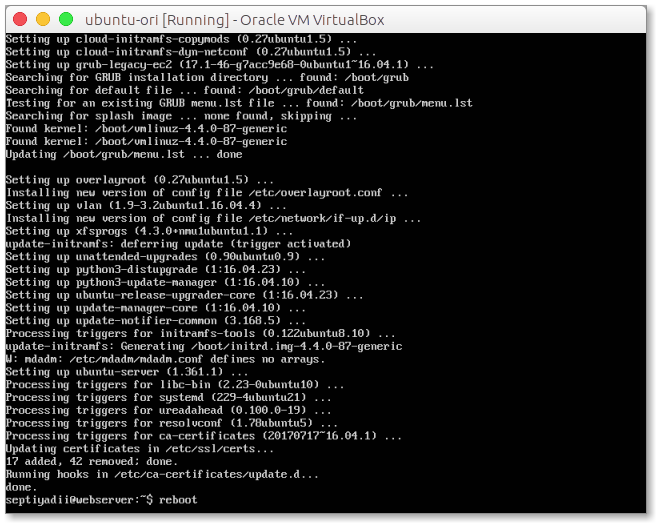 ubuntu-ori [Running] - Oracle VM VirtualBox
Setting up cloud-initramfs-copymods (0.27ubuntu1.5) ...
Setting up cloud-initramfs-dyn-netconf (0.27ubuntu1.5) ...
Setting up grub-legacy-ec2 (17.1-46-g7acc9e68-0ubuntu1~16.04.1) ...
Searching for GRUB installation directory ... found: /boot/grub
Searching for default file ... found: /boot/grub/default
Testing for an existing GRUB menu.lst file ... found: /boot/grub/menu.lst
Searching for splash image ... none found, skipping ...
Found kernel: /boot/vmlinuz-4.4.0-87-generic
Found kernel: /boot/vmlinuz-4.4.0-87-generic
Updating /boot/grub/menu.lst ... done
Setting up overlayroot (0.27ubuntu1.5) ...
Installing new version of config file /etc/overlayroot.conf ...
Setting up vlan (1.9-3.2ubuntu1.16.04.4) ...
Installing new version of config file /etc/network/if-up.d/ip ...
Setting up xfsprogs (4.3.0+nmu1ubuntu1.1) ...
update-initramfs: deferring update (trigger activated)
Setting up unattended-upgrades (0.90ubuntu0.9) ...
Setting up python3-distupgrade (1:16.04.23) ...
Setting up python3-update-manager (1:16.04.10) ...
Setting up ubuntu-release-upgrader-core (1:16.04.23) ...
Setting up update-manager-core (1:16.04.10) ...
Setting up update-notifier-common (3.168.5) ...
Processing triggers for initramfs-tools (0.122ubuntu8.10) ...
update-initramfs: Generating /boot/initrd.img-4.4.0-87-generic
W: mdadm: /etc/mdadm/mdadm.conf defines no arrays.
Setting up ubuntu-server (1.361.1) ...
Processing triggers for libc-bin (2.23-0ubuntu10) ...
Processing triggers for systemd (229-4ubuntu21) ...
Processing triggers for ureadahead (0.100.0-19) ...
Processing triggers for resolvconf (1.78ubuntu5) ...
Processing triggers for ca-certificates (20170717~16.04.1) ...
Updating certificates in /etc/ssl/certs...
17 added, 42 removed; done.
Running hooks in /etc/ca-certificates/update.d...
done.
septiyadii@webserver:~$ reboot